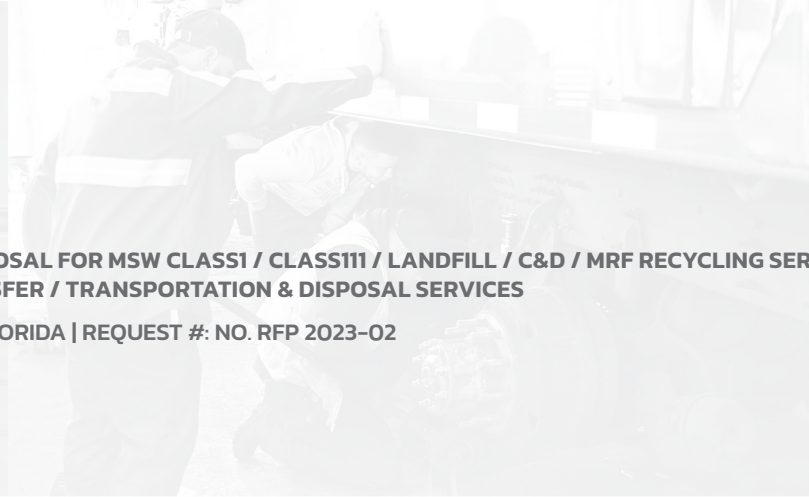 OSAL FOR MSW CLASS1 / CLASS111 / LANDFILL / C&D / MRF RECYCLING SER
SFER / TRANSPORTATION & DISPOSAL SERVICES
ORIDA | REQUEST #: NO. RFP 2023-02